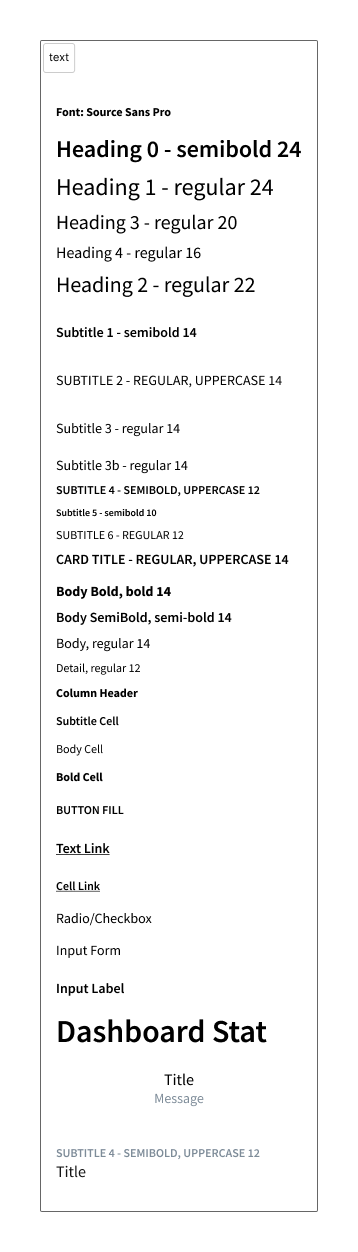 text
Font: Source Sans Pro
Heading 0 - semibold 24
Heading 1 - regular 24
Heading 3 - regular 20
Heading 4 - regular 16
Heading 2 - regular 22
Subtitle 1 - semibold 14
SUBTITLE 2 - REGULAR, UPPERCASE 14
Subtitle 3 - regular 14
Subtitle 3b - regular 14
SUBTITLE 4 - SEMIBOLD, UPPERCASE 12
Subtitle 5 - semibold 10
SUBTITLE 6 - REGULAR 12
CARD TITLE - REGULAR, UPPERCASE 14
Body Bold, bold 14
Body SemiBold, semi-bold 14
Body, regular 14
Detail, regular 12
Column Header
Subtitle Cell
Body Cell
Bold Cell
BUTTON FILL
Text Link
Cell Link
Radio/Checkbox
Input Form
Input Label
Dashboard Stat
Title
Message
SUBTITLE 4 - SEMIBOLD, UPPERCASE 12
Title